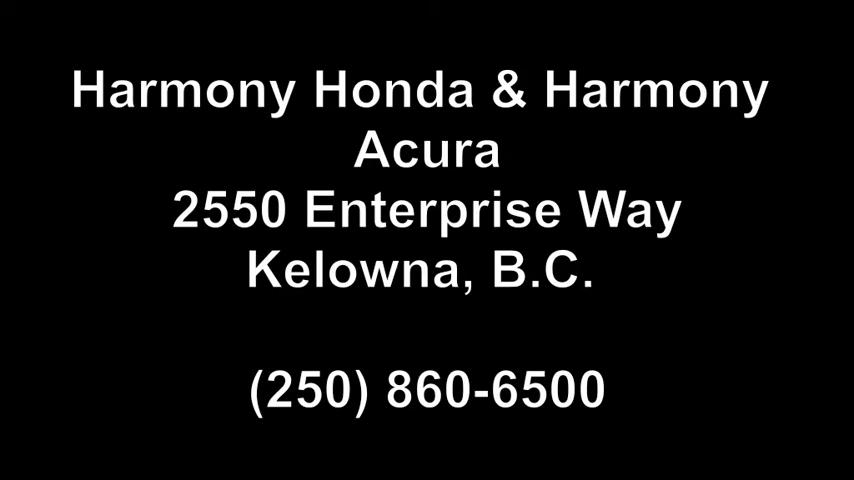 Harmony Honda & Harmony
Acura
2550 Enterprise Way
Kelowna, B.C.
(250) 860-6500